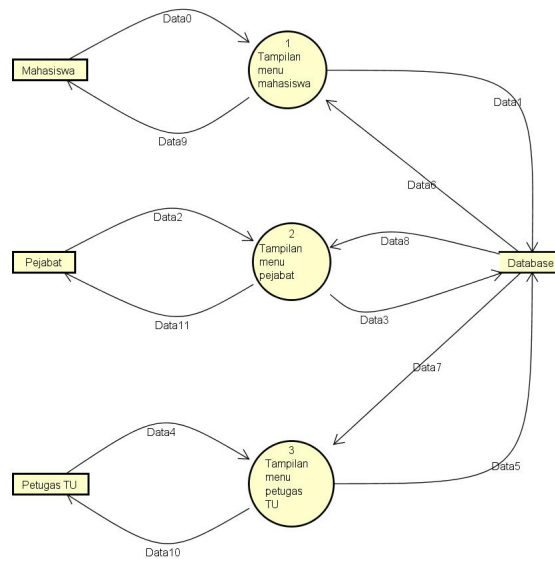 Data0
1
Tampilan
menu
mahasiswa
Mahasiswa
Data1
Data9
Data6
Data2
Data8
2
Tampilan
menu
pejabat
Pejabat
Database
Data11
Data3
Data7
Data4
3
Tampilan
menu
petugas
TU
Petugas TU
Data5
Data10